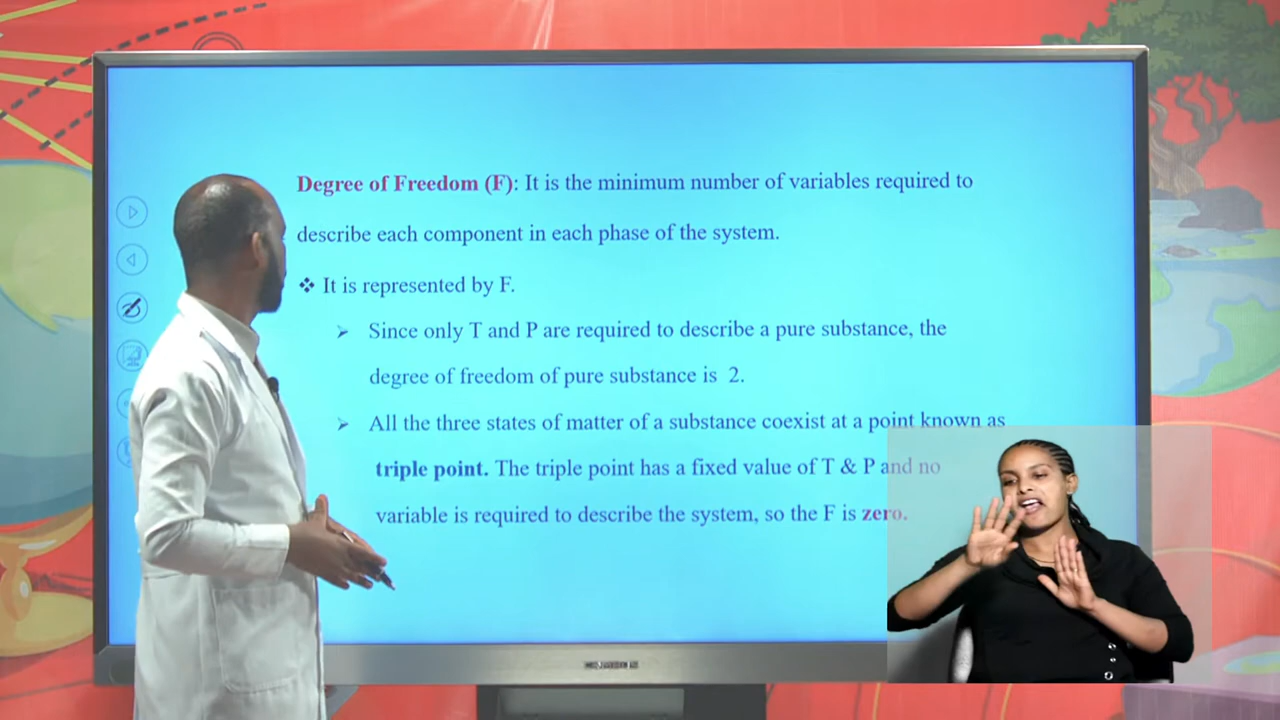 Degree of Freedom (F): It is the minimum number of variables required to
describe each component in each phase of the system.
❖ It is represented by F.
➢ Since only T and P are required to describe a pure substance, the
degree of freedom of pure substance is 2.
➢ All the three states of matter of a substance coexist at a point known as
triple point. The triple point has a fixed value of T & P and no
variable is required to describe the system, so the F is zero.